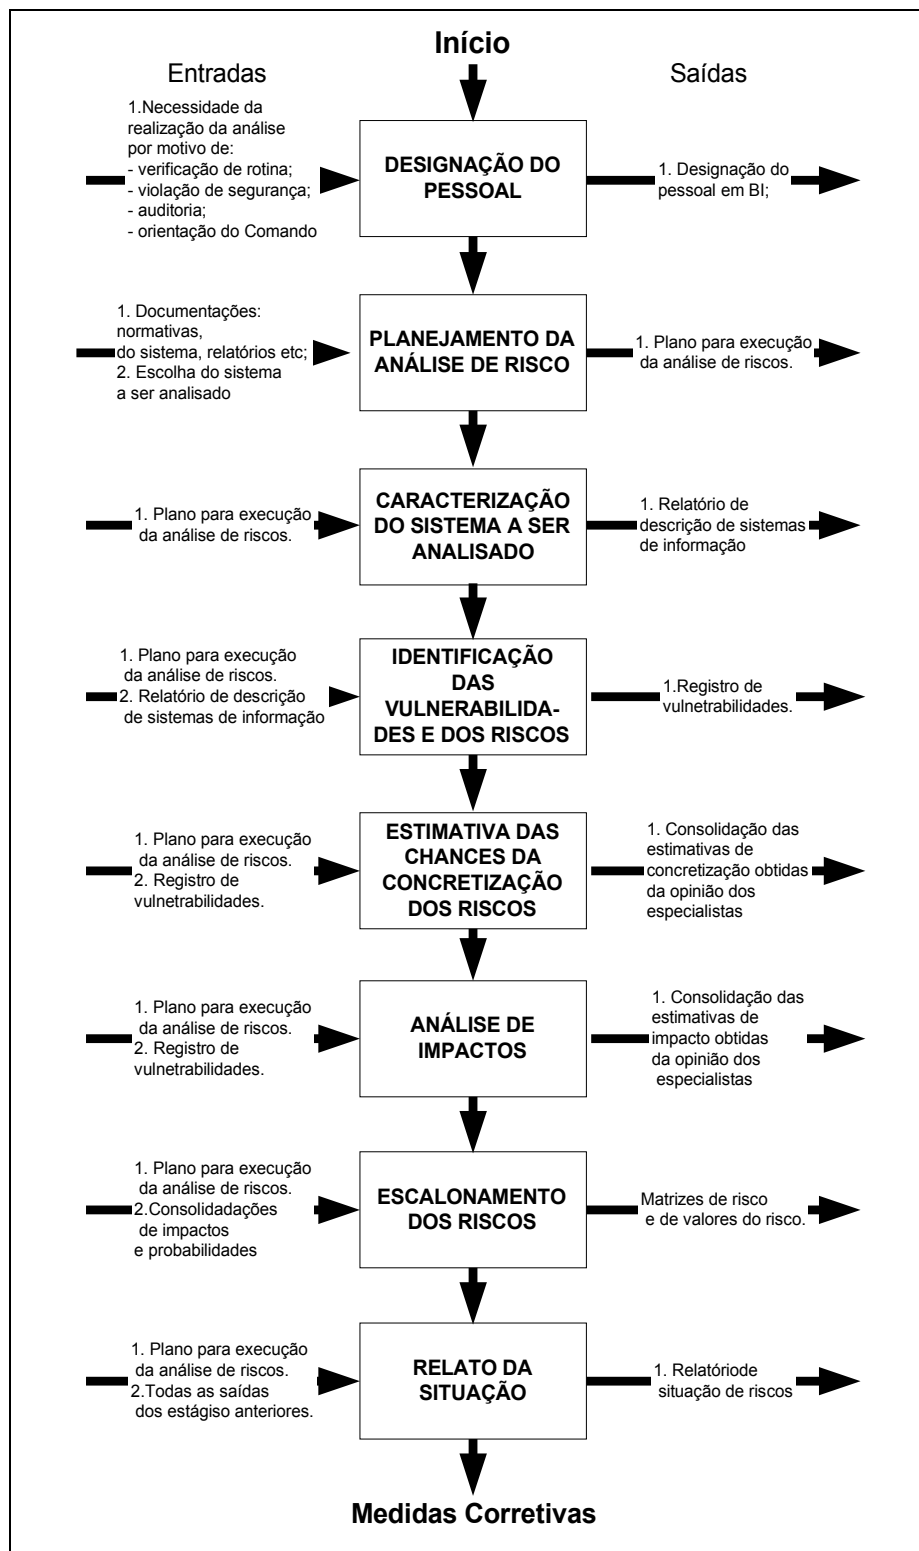 Início
Entradas
Saídas
1.Necessidade da
realização da análise
por motivo de:
- verificação de rotina;
- violação de segurança;
- auditoria;
- orientação do Comando
DESIGNAÇÃO DO
PESSOAL
1. Designação do
pessoal em BI;
1. Documentações:
normativas,
do sistema, relatórios etc;
2. Escolha do sistema
a ser analisado
PLANEJAMENTO DA
ANÁLISE DE RISCO
1. Plano para execução
da análise de riscos.
1. Plano para execução
da análise de riscos.
CARACTERIZAÇÃO
DO SISTEMA A SER
ANALISADO
1. Relatório de
descrição de sistemas
de informação
1. Plano para execução
da análise de riscos.
2. Relatório de descrição
de sistemas de informação
IDENTIFICAÇÃO
DAS
VULNERABILIDA-
DES E DOS RISCOS
1.Registro de
vulnetrabilidades.
1. Plano para execução
da análise de riscos.
2. Registro de
vulnetrabilidades.
ESTIMATIVA DAS
CHANCES DA
CONCRETIZAÇÃO
DOS RISCOS
1. Consolidação das
estimativas de
concretização obtidas
da opinião dos
especialistas
1. Plano para execução
da análise de riscos.
2. Registro de
vulnetrabilidades.
ANÁLISE DE
IMPACTOS
1. Consolidação das
estimativas de
impacto obtidas
da opinião dos
especialistas
1. Plano para execução
da análise de riscos.
2.Consolidadações
de impactos
e probabilidades
ESCALONAMENTO
DOS RISCOS
Matrizes de risco
e de valores do risco.
1. Plano para execução
da análise de riscos.
2.Todas as saídas
dos estágiso anteriores.
RELATO DA
SITUAÇÃO
1. Relatóriode
situação de riscos
Medidas Corretivas